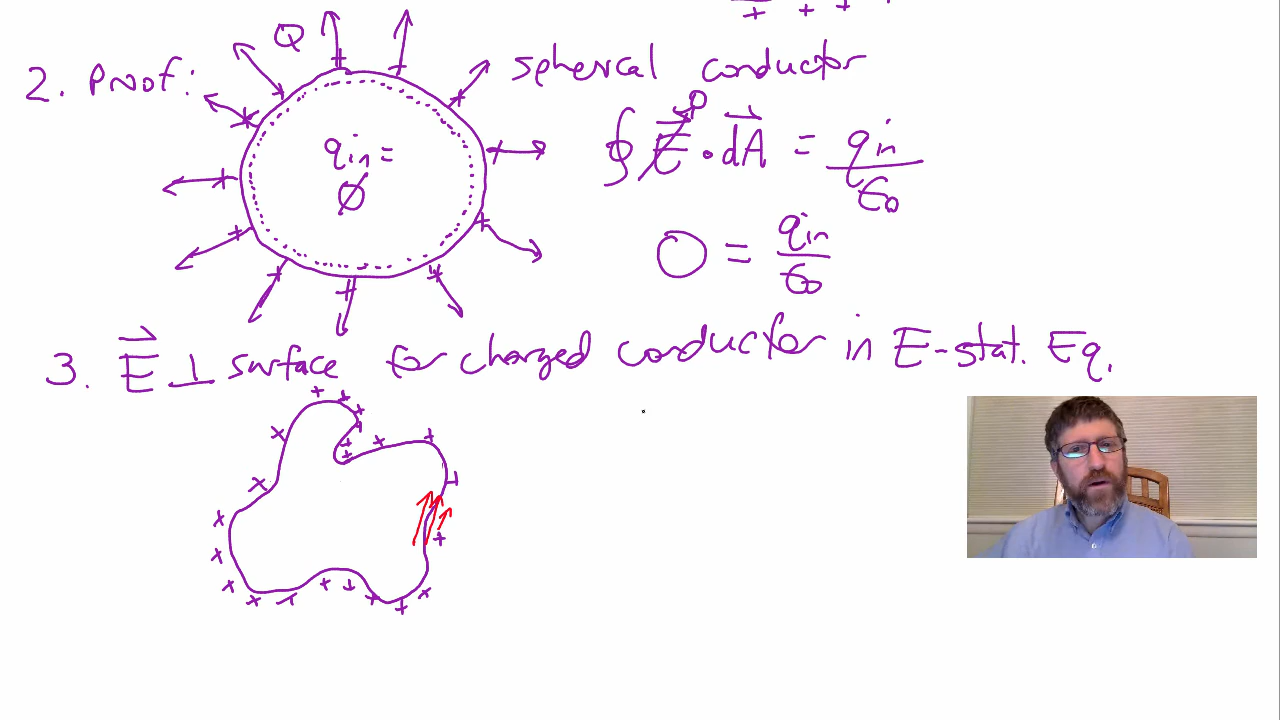 Q
2. Proof: spherical conductor
q_in = ∅
∮ E⃗ • dA⃗ = q_in / ε₀
0 = q_in / ε₀
3. E⃗ ⊥ surface for charged conductor in E-stat. Eq.